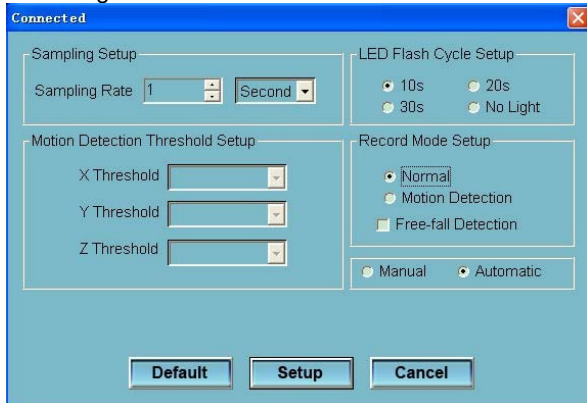 Connected
Sampling Setup
Sampling Rate 1 Second
LED Flash Cycle Setup
10s 20s
30s No Light
Motion Detection Threshold Setup
X Threshold
Y Threshold
Z Threshold
Record Mode Setup
Normal
Motion Detection
Free-fall Detection
Manual Automatic
Default Setup Cancel